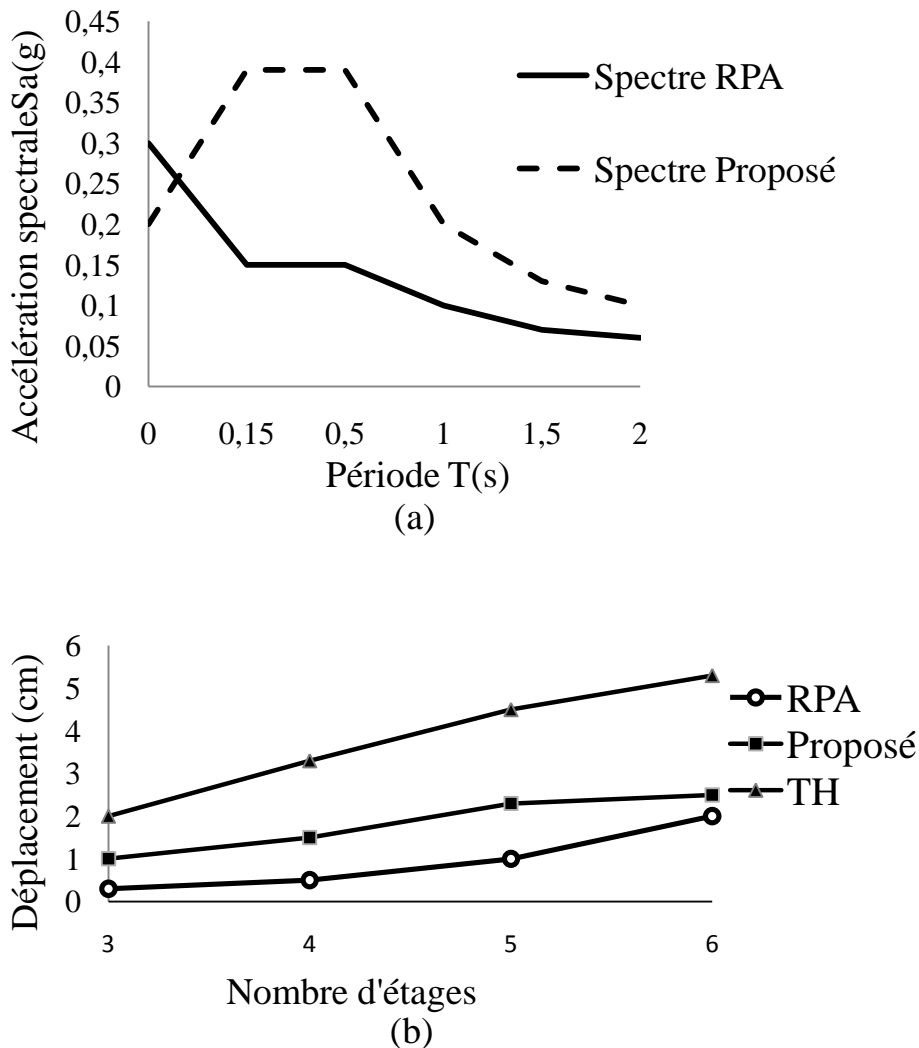 Accélération spectraleSa(g)
0,45
0,4
0,35
0,3
0,25
0,2
0,15
0,1
0,05
0
0 0,15 0,5 1 1,5 2
Période T(s)
Spectre RPA
Spectre Proposé
(a)
Déplacement (cm)
6
5
4
3
2
1
0
3 4 5 6
Nombre d'étages
RPA
Proposé
TH
(b)